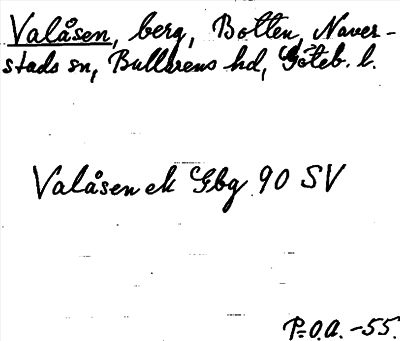 Valåsen, berg, Botten, Naver-
stads sn, Bullarens hd, Göteb. l.
Valåsen ek Gbg 90 SV
P.O.A. -55.